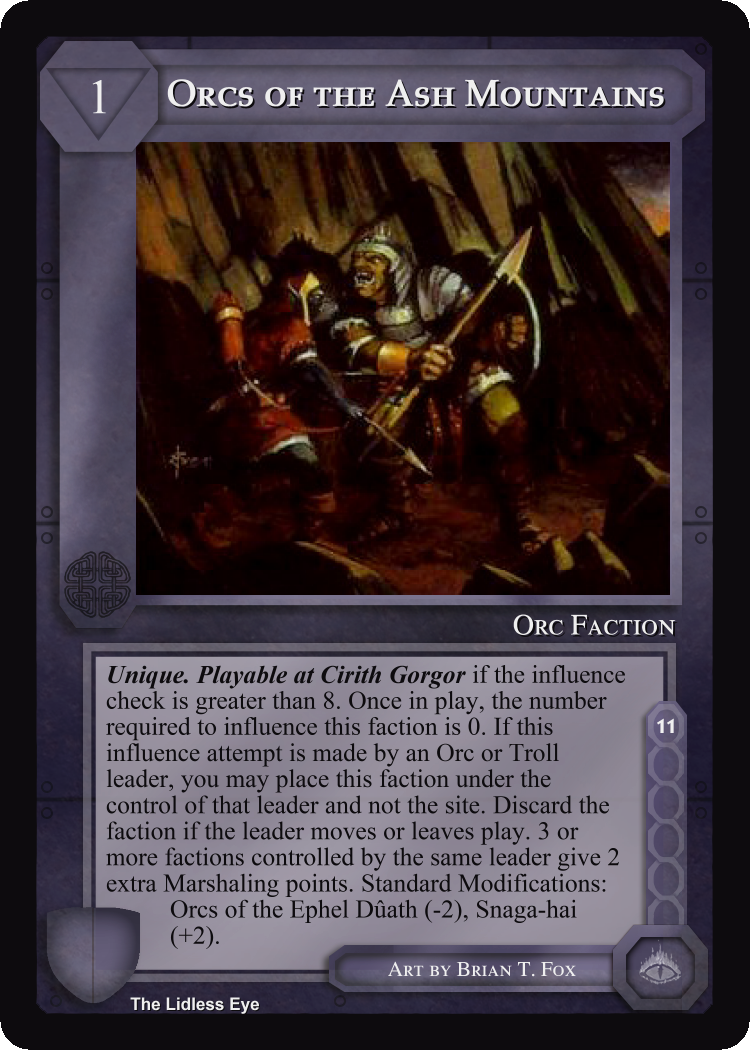 1
Orcs of the Ash Mountains
Orc Faction
Unique. Playable at Cirith Gorgor if the influence
check is greater than 8. Once in play, the number
required to influence this faction is 0. If this
influence attempt is made by an Orc or Troll
leader, you may place this faction under the
control of that leader and not the site. Discard the
faction if the leader moves or leaves play. 3 or
more factions controlled by the same leader give 2
extra Marshaling points. Standard Modifications:
Orcs of the Ephel Dûath (-2), Snaga-hai
(+2).
11
Art by Brian T. Fox
The Lidless Eye